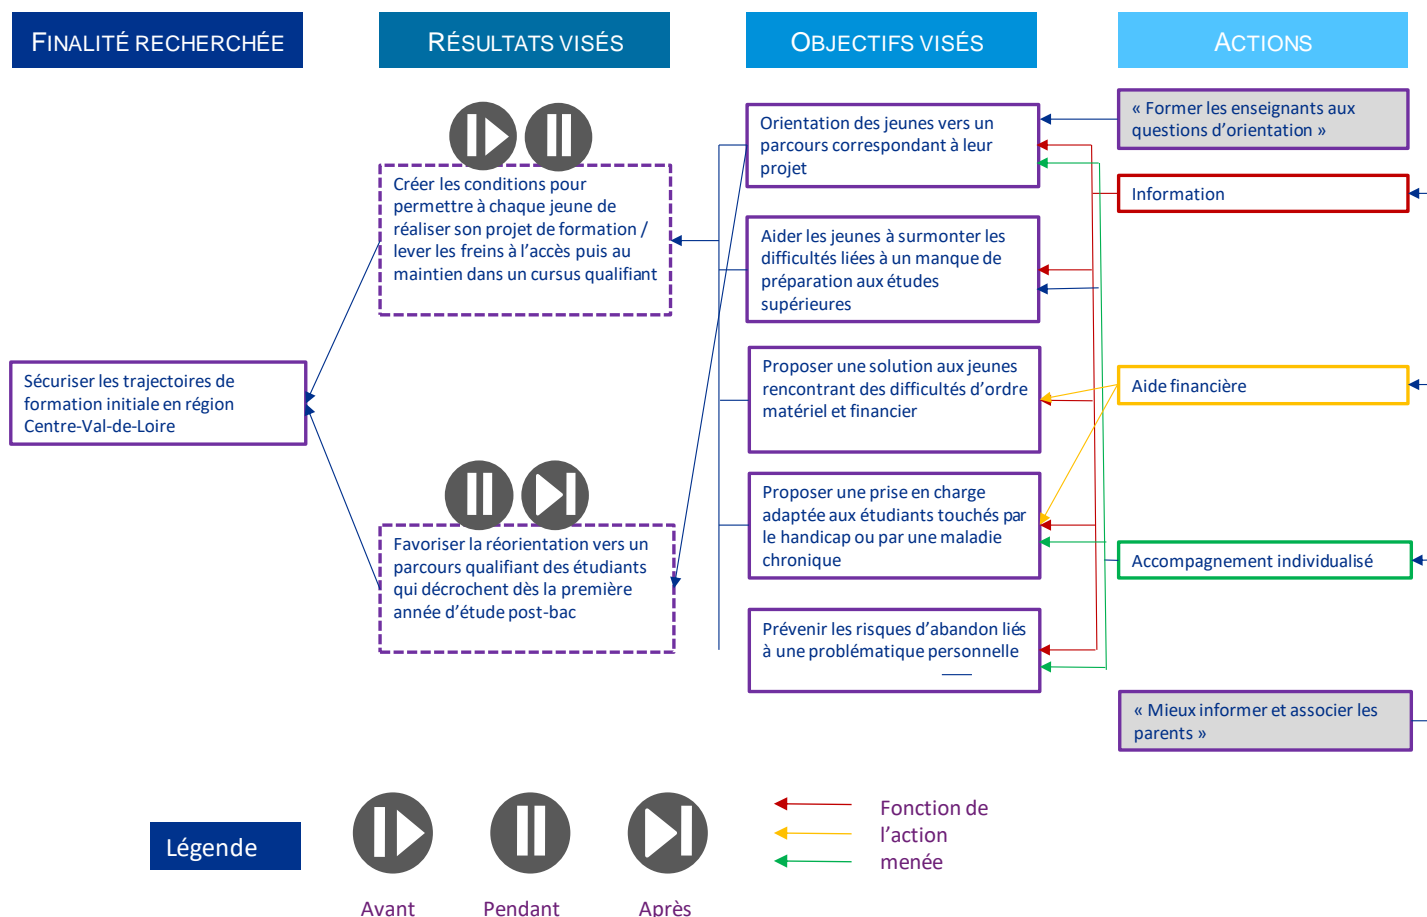 FINALITÉ RECHERCHÉE
RÉSULTATS VISÉS
OBJECTIFS VISÉS
ACTIONS
Sécuriser les trajectoires de
formation initiale en région
Centre-Val-de-Loire
Créer les conditions pour
permettre à chaque jeune de
réaliser son projet de formation /
lever les freins à l’accès puis au
maintien dans un cursus qualifiant
Favoriser la réorientation vers un
parcours qualifiant des étudiants
qui décrochent dès la première
année d’étude post-bac
Orientation des jeunes vers un
parcours correspondant à leur
projet
Aider les jeunes à surmonter les
difficultés liées à un manque de
préparation aux études
supérieures
Proposer une solution aux jeunes
rencontrant des difficultés d’ordre
matériel et financier
Proposer une prise en charge
adaptée aux étudiants touchés par
le handicap ou par une maladie
chronique
Prévenir les risques d’abandon liés
à une problématique personnelle
« Former les enseignants aux
questions d’orientation »
Information
Aide financière
Accompagnement individualisé
« Mieux informer et associer les
parents »
Légende
Avant
Pendant
Après
Fonction de
l’action
menée